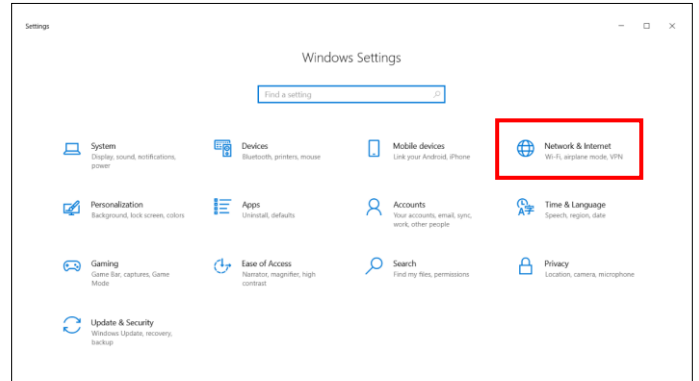 Settings
Windows Settings
Find a setting
System
Display, sound, notifications,
power
Devices
Bluetooth, printers, mouse
Mobile devices
Link your Android, iPhone
Network & Internet
Wi-Fi, airplane mode, VPN
Personalization
Background, lock screen, colors
Apps
Uninstall, defaults
Accounts
Your accounts, email, sync,
work, other people
Time & Language
Speech, region, date
Gaming
Game Bar, captures, Game
Mode
Ease of Access
Narrator, magnifier, high
contrast
Search
Find my files, permissions
Privacy
Location, camera, microphone
Update & Security
Windows Update, recovery,
backup